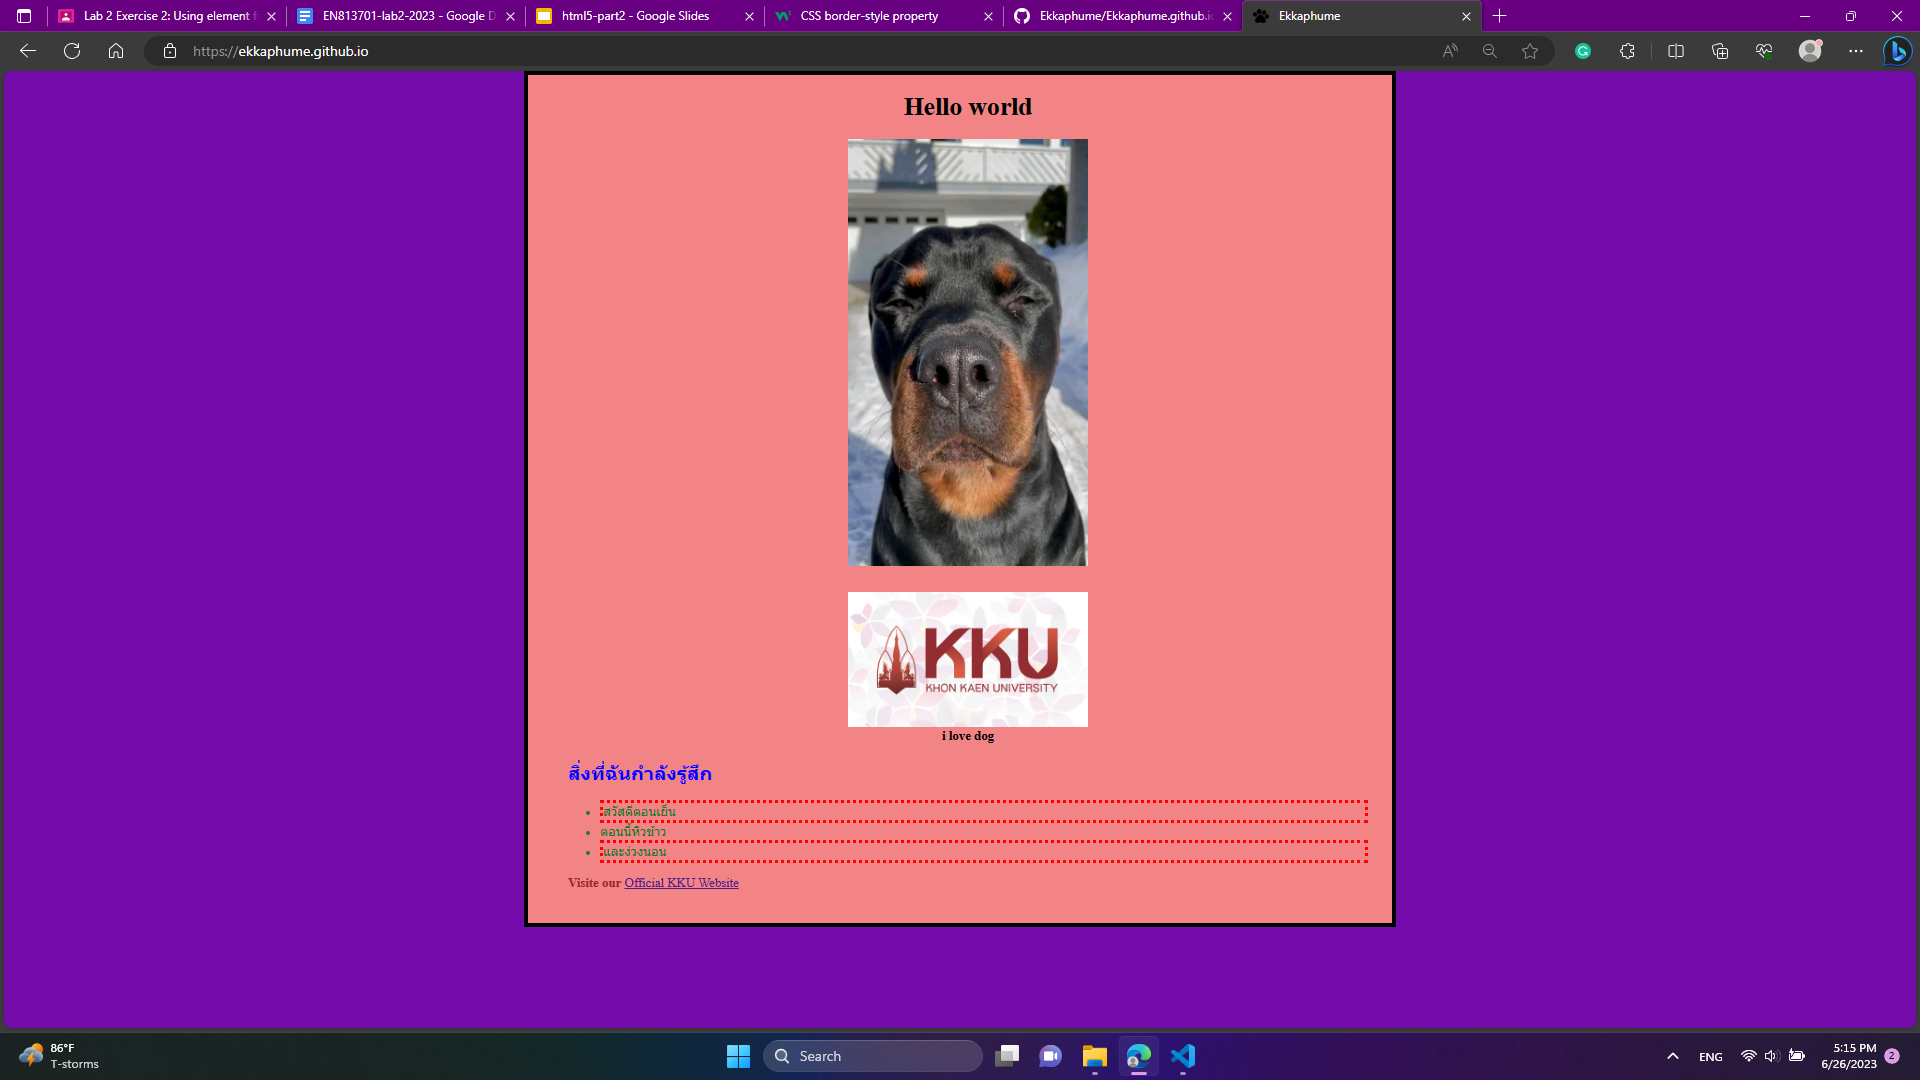 Lab 2 Exercise 2: Using element f
EN813701-lab2-2023 - Google D
html5-part2 - Google Slides
CSS border-style property
Ekkaphume/Ekkaphume.github.io
Ekkaphume
https://ekkaphume.github.io
Hello world
KKU
KHON KAEN UNIVERSITY
i love dog
สิ่งที่ฉันกำลังรู้สึก
สวัสดีตอนเย็น
ตอนนี้หิวข้าว
และง่วงนอน
Visite our Official KKU Website
86°F
T-storms
Search
ENG
5:15 PM
6/26/2023
2